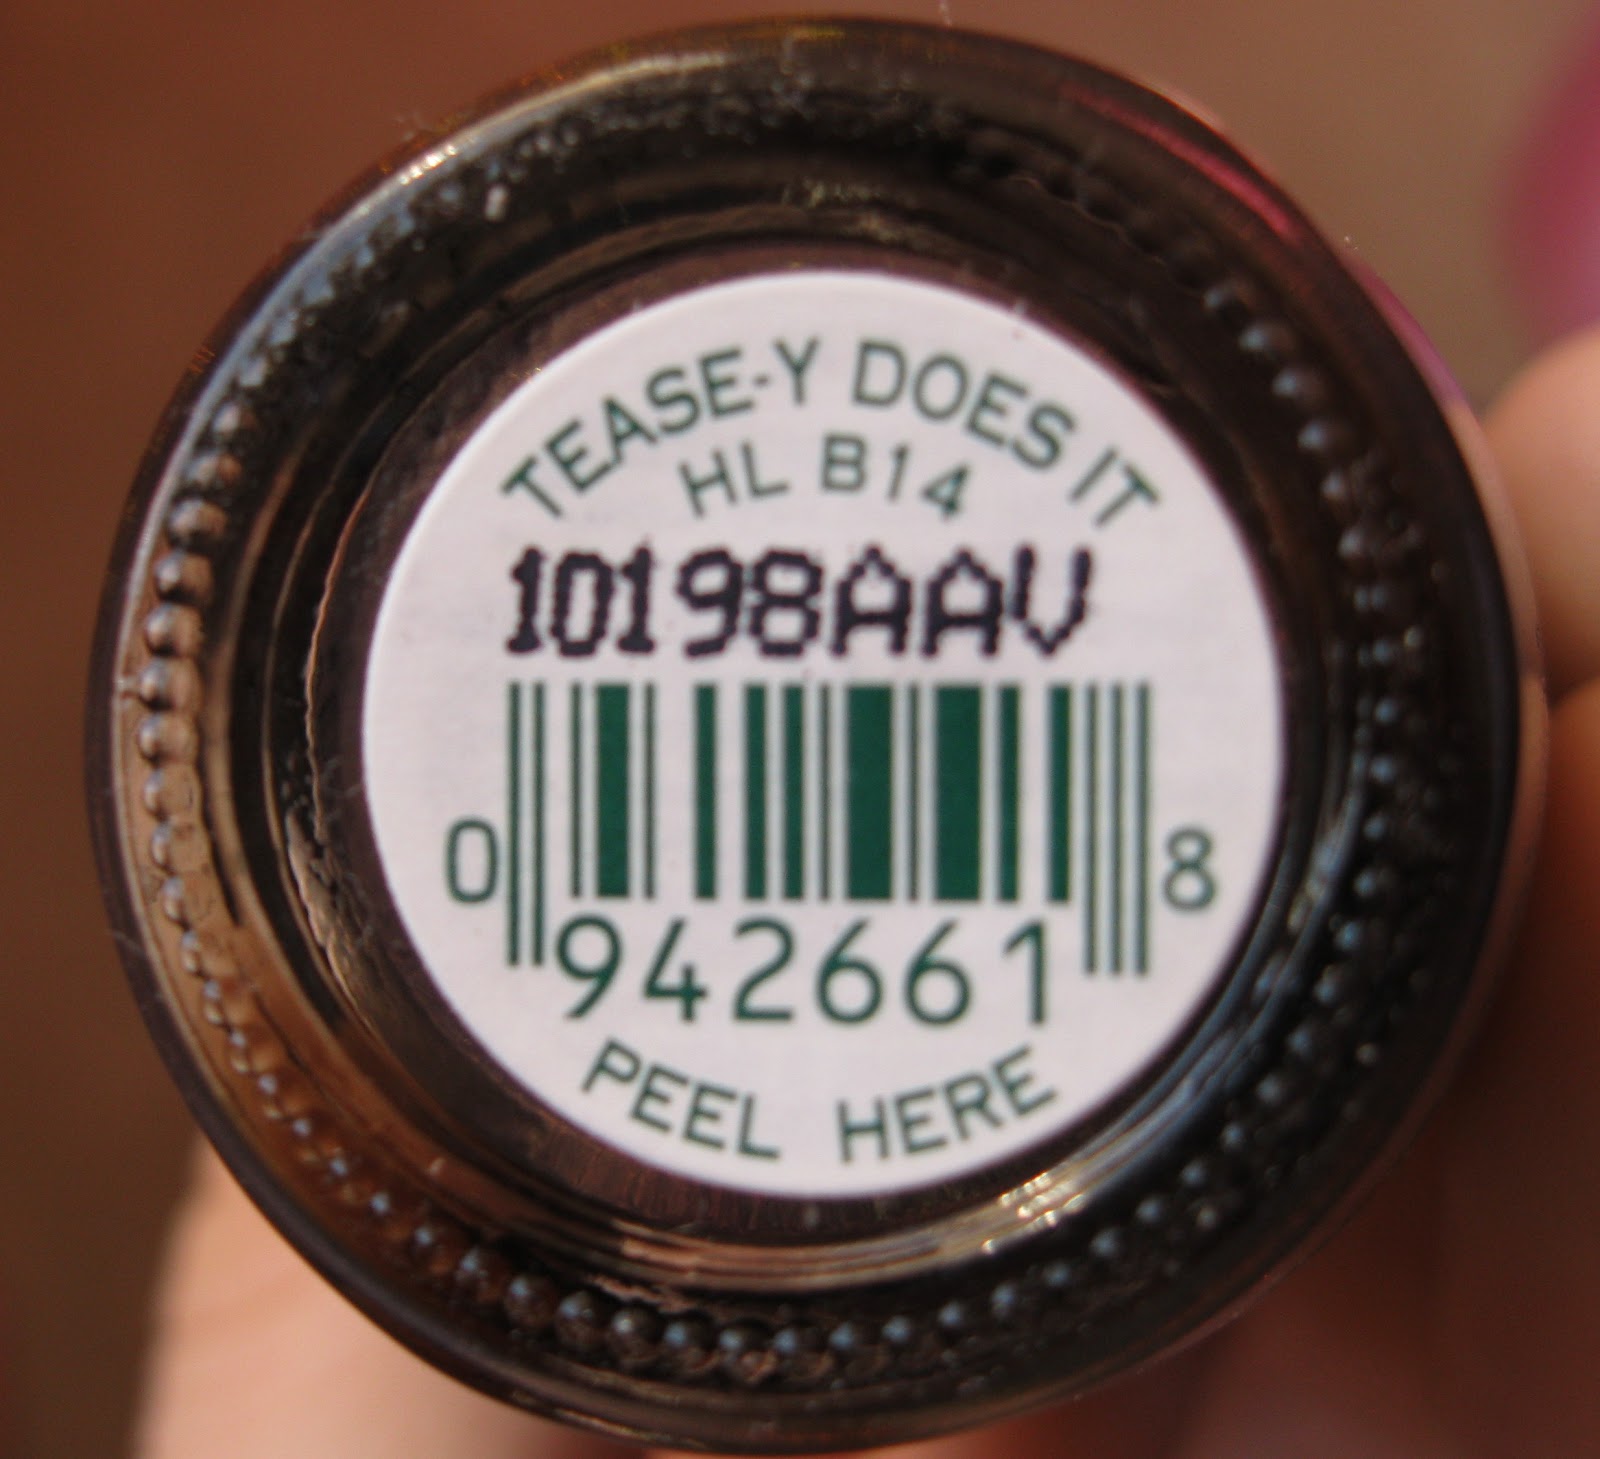 TEASE-Y DOES IT
HL B14
10198AAV
0 942661 8
PEEL HERE